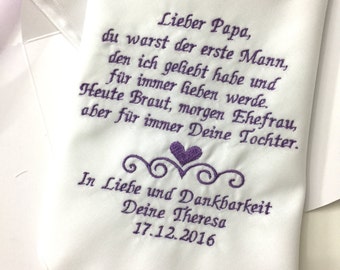 Lieber Papa,
du warst der erste Mann,
den ich geliebt habe und
für immer lieben werde.
Heute Braut, morgen Ehefrau,
aber für immer Deine Tochter.
In Liebe und Dankbarkeit
Deine Theresa
17.12.2016